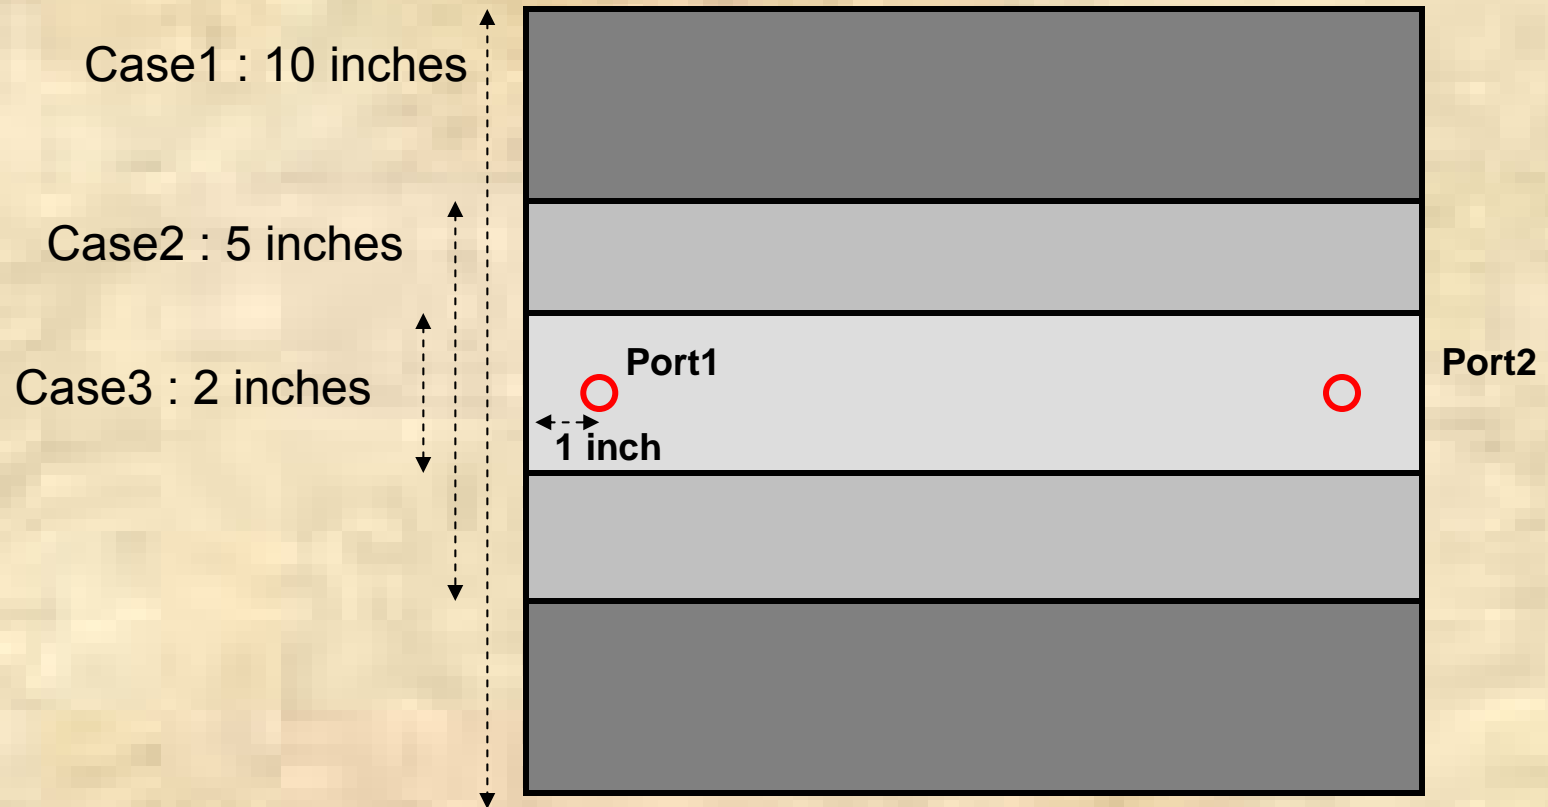 Case1 : 10 inches
Case2 : 5 inches
Case3 : 2 inches
Port1
Port2
1 inch